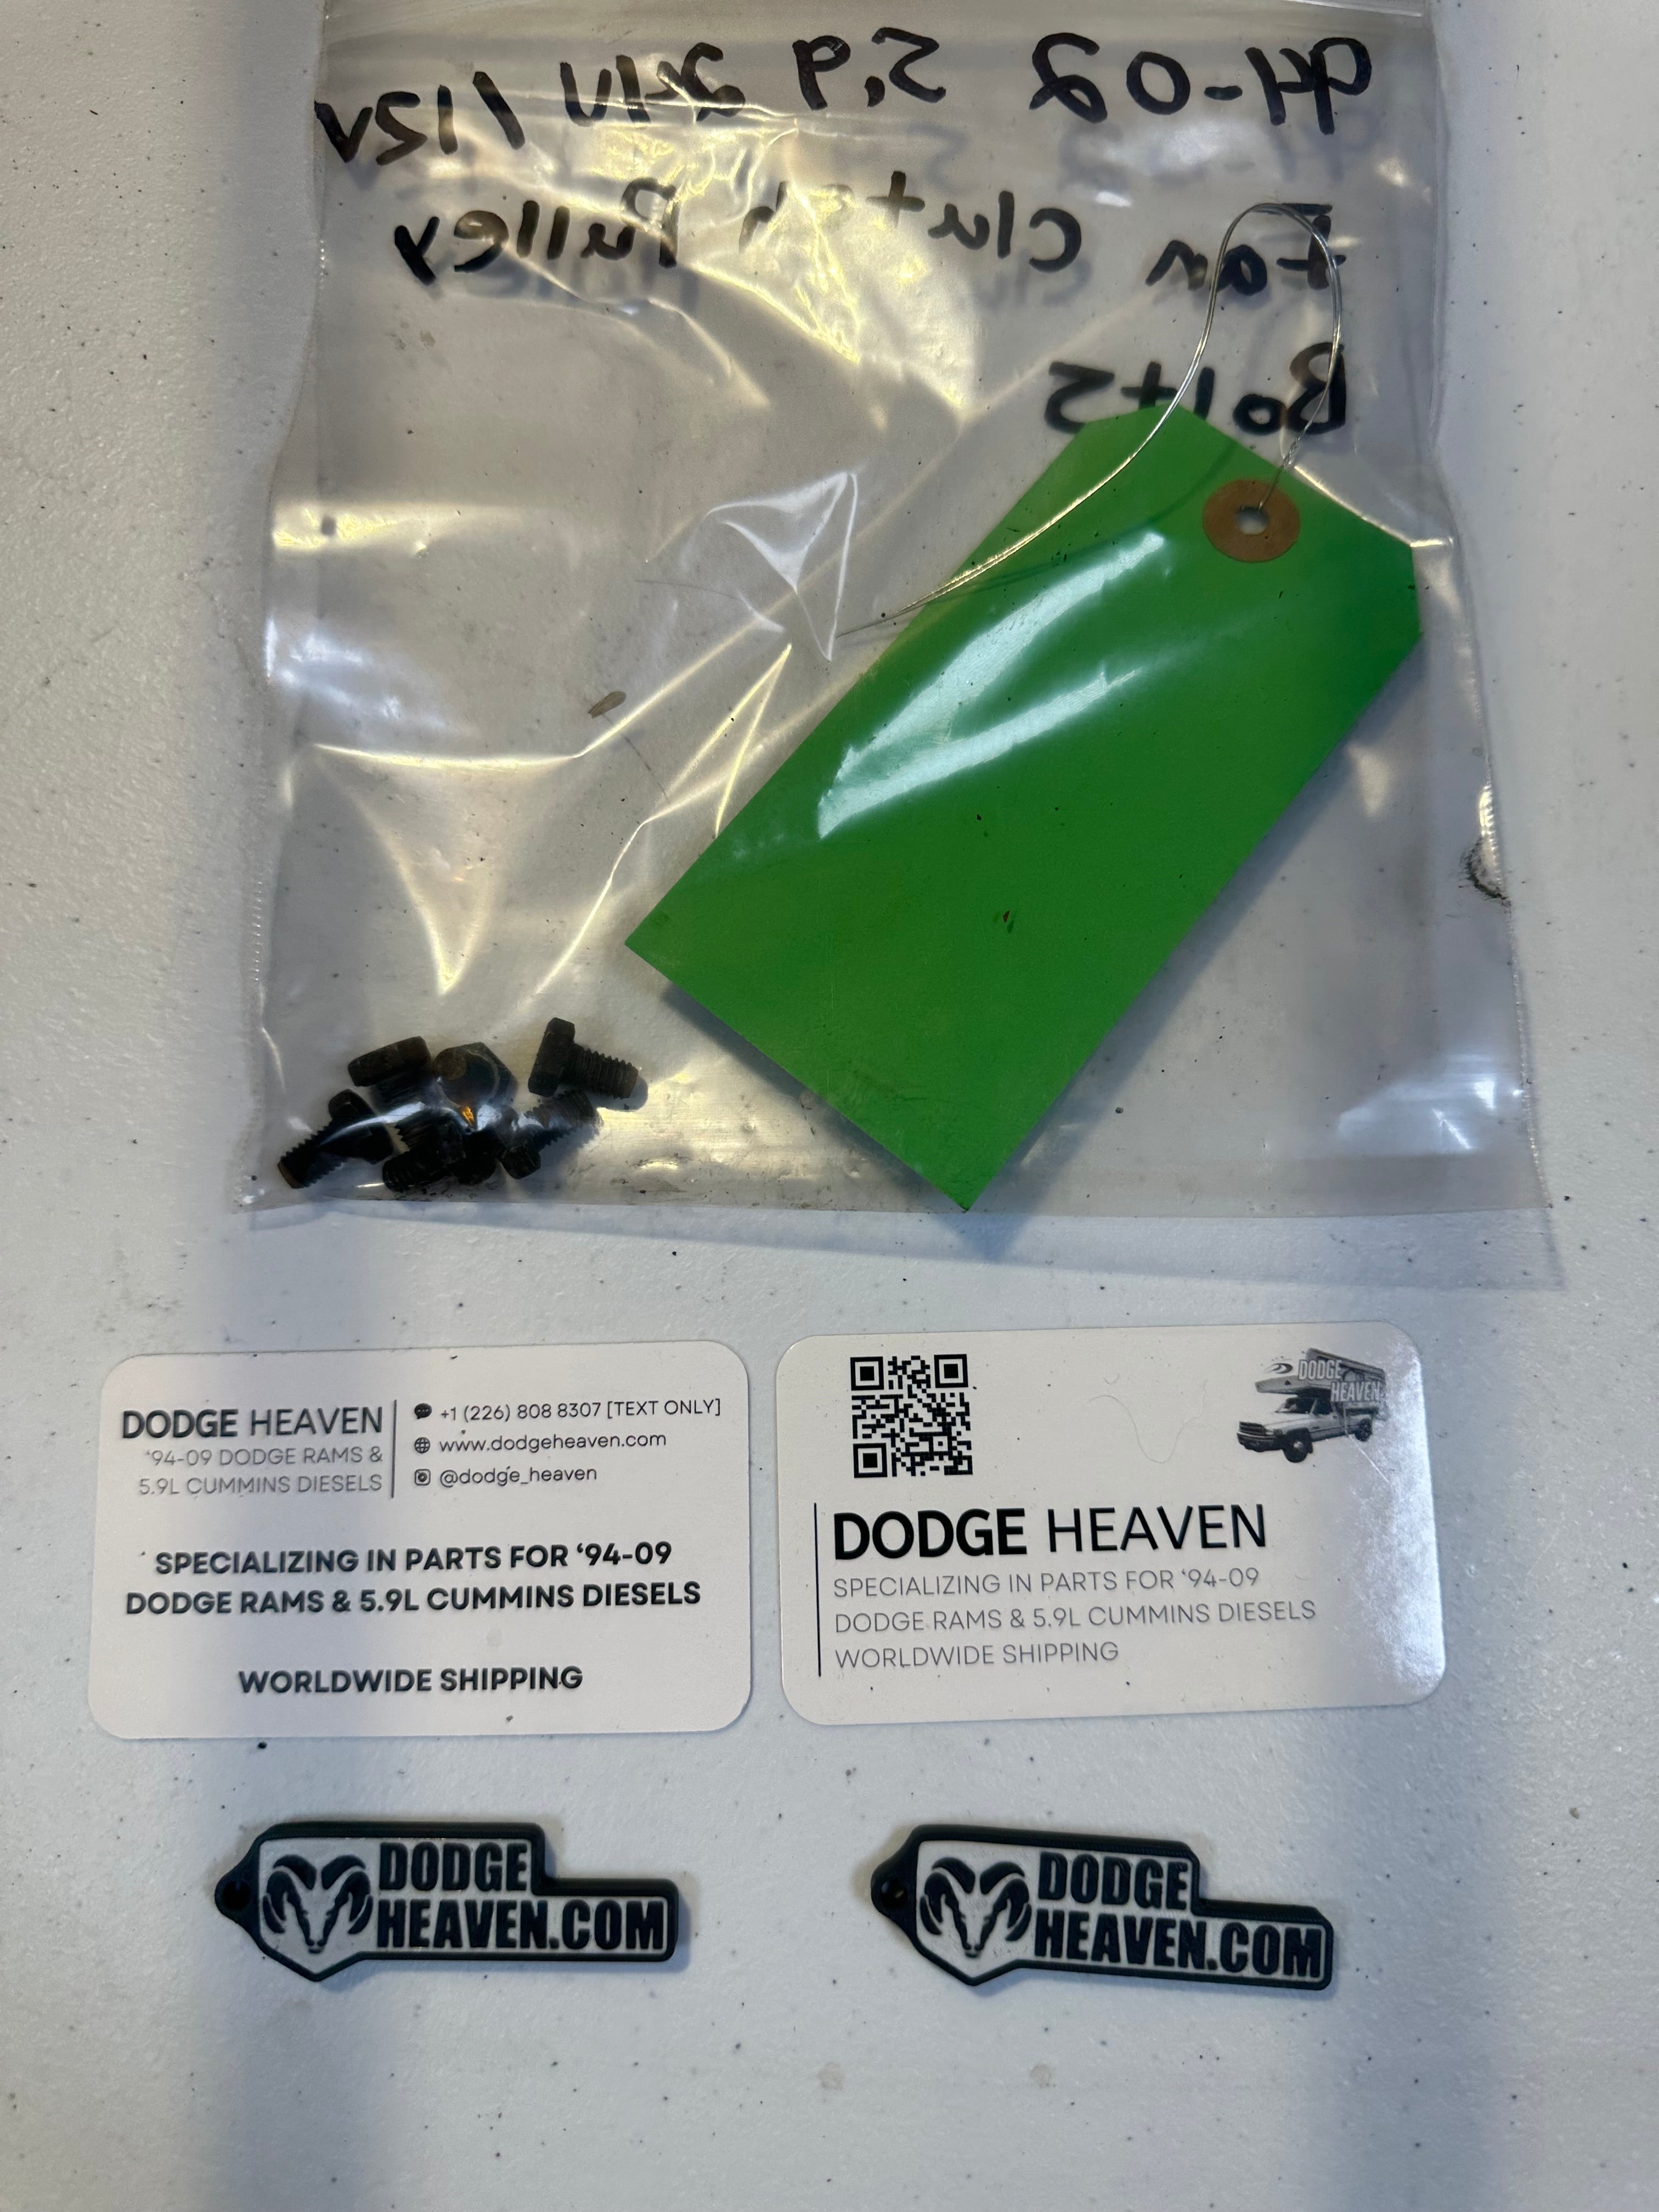 94-02 5.9 24V / 12V
Fan Clutch Pulley
Bolts
DODGE HEAVEN
'94-09 DODGE RAMS &
5.9L CUMMINS DIESELS
+1 (226) 808 8307 [TEXT ONLY]
www.dodgeheaven.com
@dodge_heaven
SPECIALIZING IN PARTS FOR '94-09
DODGE RAMS & 5.9L CUMMINS DIESELS
WORLDWIDE SHIPPING
DODGE
HEAVEN
DODGE HEAVEN
SPECIALIZING IN PARTS FOR '94-09
DODGE RAMS & 5.9L CUMMINS DIESELS
WORLDWIDE SHIPPING
DODGE
HEAVEN.COM
DODGE
HEAVEN.COM